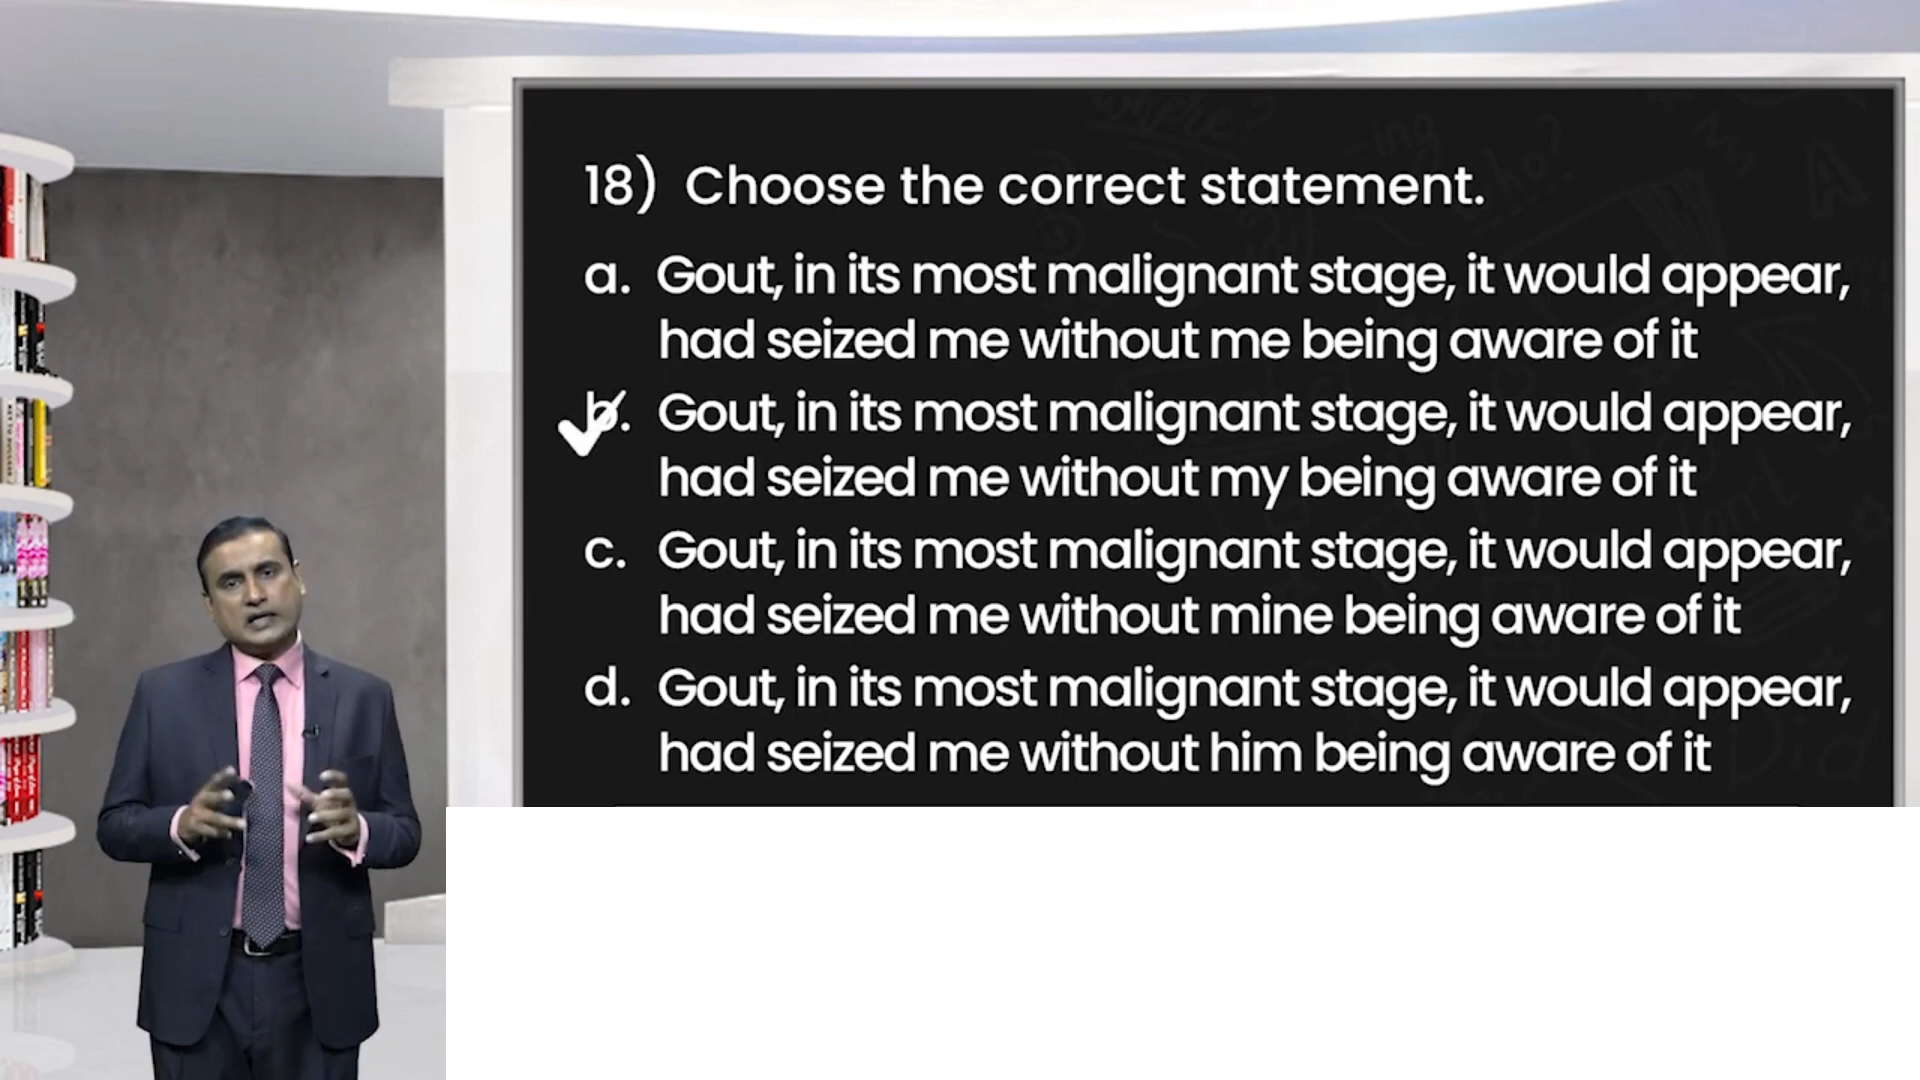 18) Choose the correct statement.
a. Gout, in its most malignant stage, it would appear,
had seized me without me being aware of it
b. Gout, in its most malignant stage, it would appear,
had seized me without my being aware of it
c. Gout, in its most malignant stage, it would appear,
had seized me without mine being aware of it
d. Gout, in its most malignant stage, it would appear,
had seized me without him being aware of it